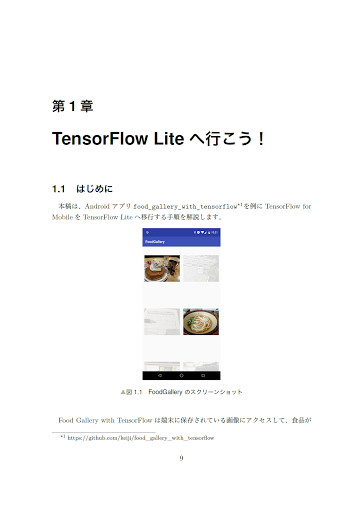 第 1 章
TensorFlow Lite へ行こう！
1.1 はじめに
本稿は、Android アプリ food_gallery_with_tensorflow*1を例に TensorFlow for
Mobile を TensorFlow Lite へ移行する手順を解説します。
FoodGallery
▲図 1.1 FoodGallery のスクリーンショット
Food Gallery with TensorFlow は端末に保存されている画像にアクセスして、食品が
*1 https://github.com/keiji/food_gallery_with_tensorflow
9